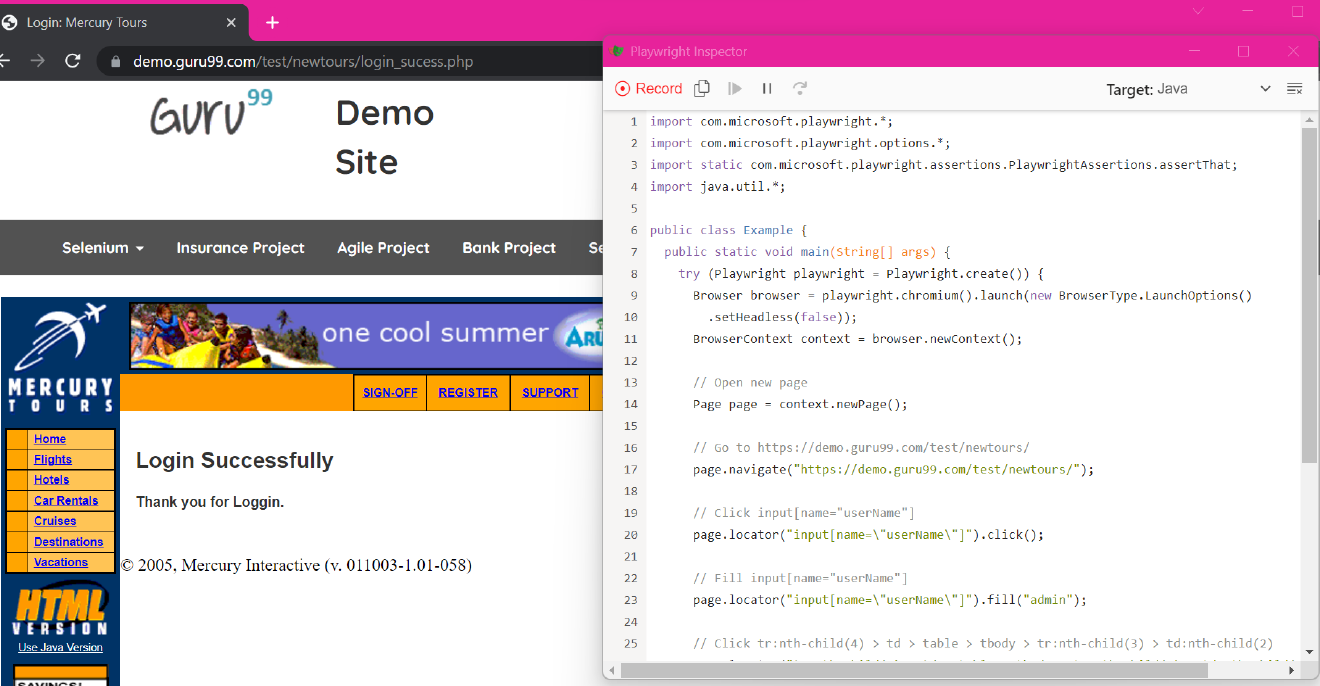 Login: Mercury Tours
demo.guru99.com/test/newtours/login_sucess.php
Guru99
Demo
Site
Selenium
Insurance Project
Agile Project
Bank Project
Se
one cool summer
ARU
MERCURY
TOURS
SIGN-OFF
REGISTER
SUPPORT
Home
Flights
Hotels
Car Rentals
Cruises
Destinations
Vacations
Login Successfully
Thank you for Loggin.
© 2005, Mercury Interactive (v. 011003-1.01-058)
HTML
VERSION
Use Java Version
SAVINGS!
Playwright Inspector
Record
Target: Java
1 import com.microsoft.playwright.*;
2 import com.microsoft.playwright.options.*;
3 import static com.microsoft.playwright.assertions.PlaywrightAssertions.assertThat;
4 import java.util.*;
5
6 public class Example {
7 public static void main(String[] args) {
8 try (Playwright playwright = Playwright.create()) {
9 Browser browser = playwright.chromium().launch(new BrowserType.LaunchOptions()
10 .setHeadless(false));
11 BrowserContext context = browser.newContext();
12
13 // Open new page
14 Page page = context.newPage();
15
16 // Go to https://demo.guru99.com/test/newtours/
17 page.navigate("https://demo.guru99.com/test/newtours/");
18
19 // Click input[name="userName"]
20 page.locator("input[name=\"userName\"]").click();
21
22 // Fill input[name="userName"]
23 page.locator("input[name=\"userName\"]").fill("admin");
24
25 // Click tr:nth-child(4) > td > table > tbody > tr:nth-child(3) > td:nth-child(2)